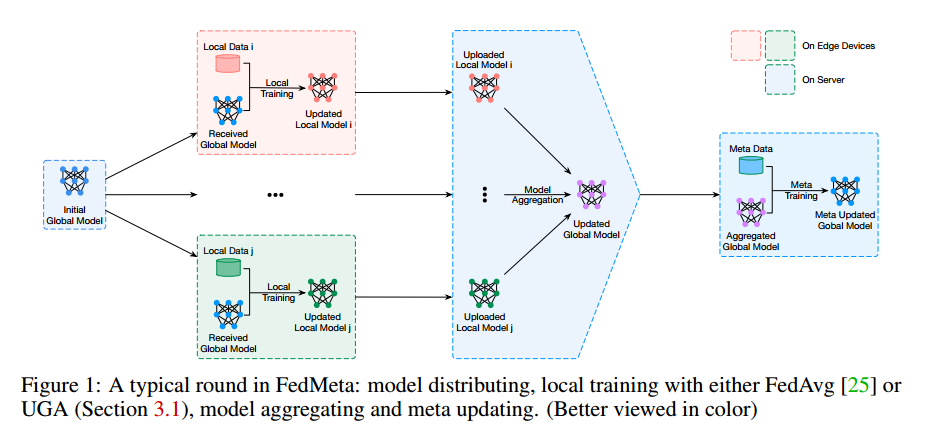 Local Data i
Local
Training
Received
Global Model
Updated
Local Model i
Uploaded
Local Model i
On Edge Devices
On Server
Initial
Global Model
...
Model
Aggregation
Updated
Global Model
Meta Data
Meta
Training
Aggregated
Global Model
Meta Updated
Gobal Model
Local Data j
Local
Training
Received
Global Model
Updated
Local Model j
Uploaded
Local Model j
Figure 1: A typical round in FedMeta: model distributing, local training with either FedAvg [25] or
UGA (Section 3.1), model aggregating and meta updating. (Better viewed in color)